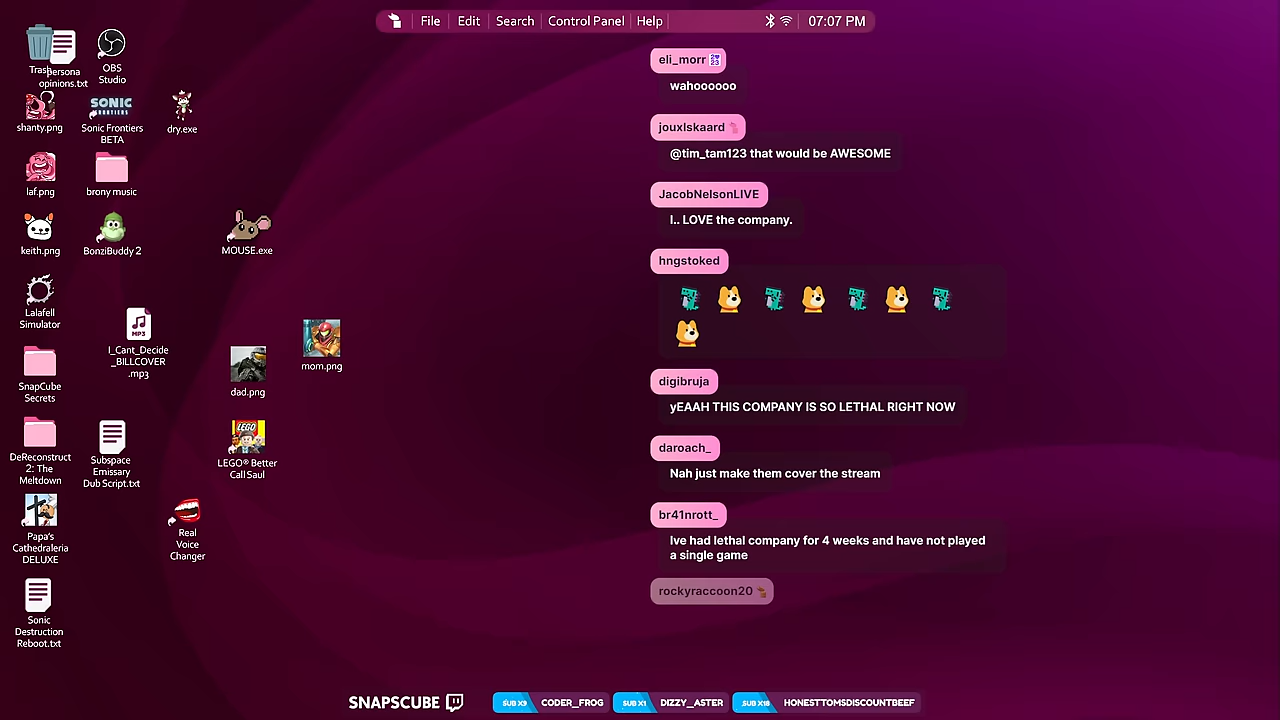 File Edit Search Control Panel Help 07:07 PM
Trash
persona
opinions.txt
OBS
Studio
shanty.png
SONIC
FRONTIERS
Sonic Frontiers
BETA
dry.exe
laf.png
brony music
keith.png
BonziBuddy 2
MOUSE.exe
Lalafell
Simulator
MP3
I_Cant_Decide
_BILLCOVER
.mp3
dad.png
mom.png
SnapCube
Secrets
DeReconstruct
2: The
Meltdown
Subspace
Emissary
Dub Script.txt
LEGO
LEGO® Better
Call Saul
Papa's
Cathedraleria
DELUXE
Real
Voice
Changer
Sonic
Destruction
Reboot.txt
eli_morr
wahoooooo
jouxlskaard
@tim_tam123 that would be AWESOME
JacobNelsonLIVE
I.. LOVE the company.
hngstoked
digibruja
yEAAH THIS COMPANY IS SO LETHAL RIGHT NOW
daroach_
Nah just make them cover the stream
br41nrott_
Ive had lethal company for 4 weeks and have not played
a single game
rockyraccoon20
SNAPSCUBE SUB X9 CODER_FROG SUB X1 DIZZY_ASTER SUB X18 HONESTTOMSDISCOUNTBEEF